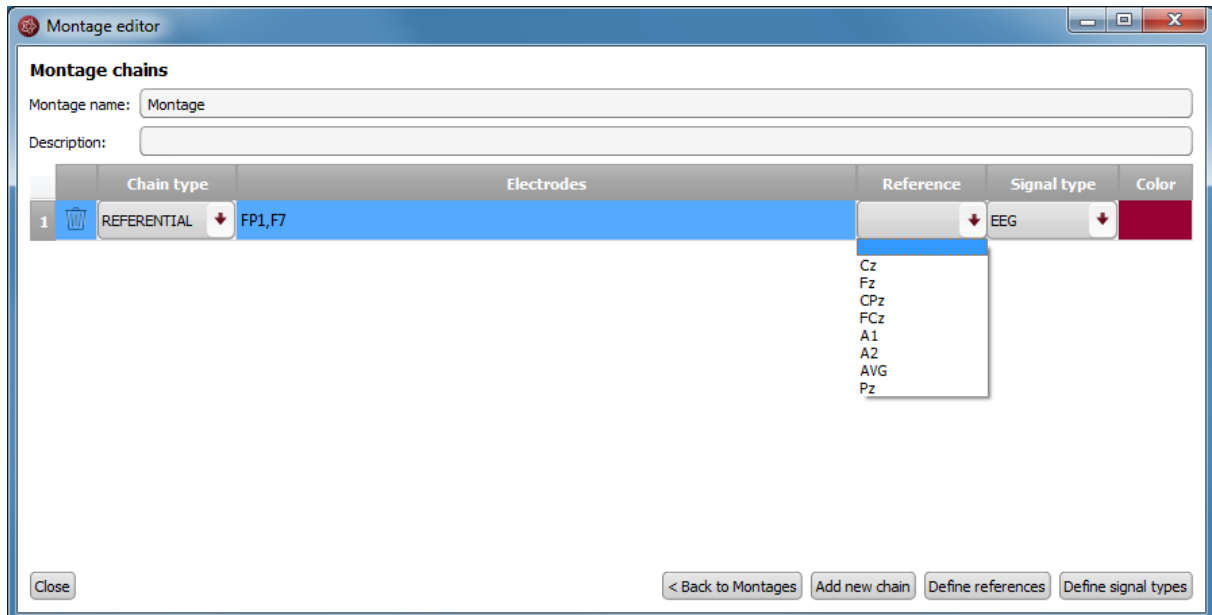 Montage editor
Montage chains
Montage name: Montage
Description:
Chain type Electrodes Reference Signal type Color
1 REFERENTIAL FP1,F7 EEG
Cz
Fz
CPz
FCz
A1
A2
AVG
Pz
Close < Back to Montages Add new chain Define references Define signal types